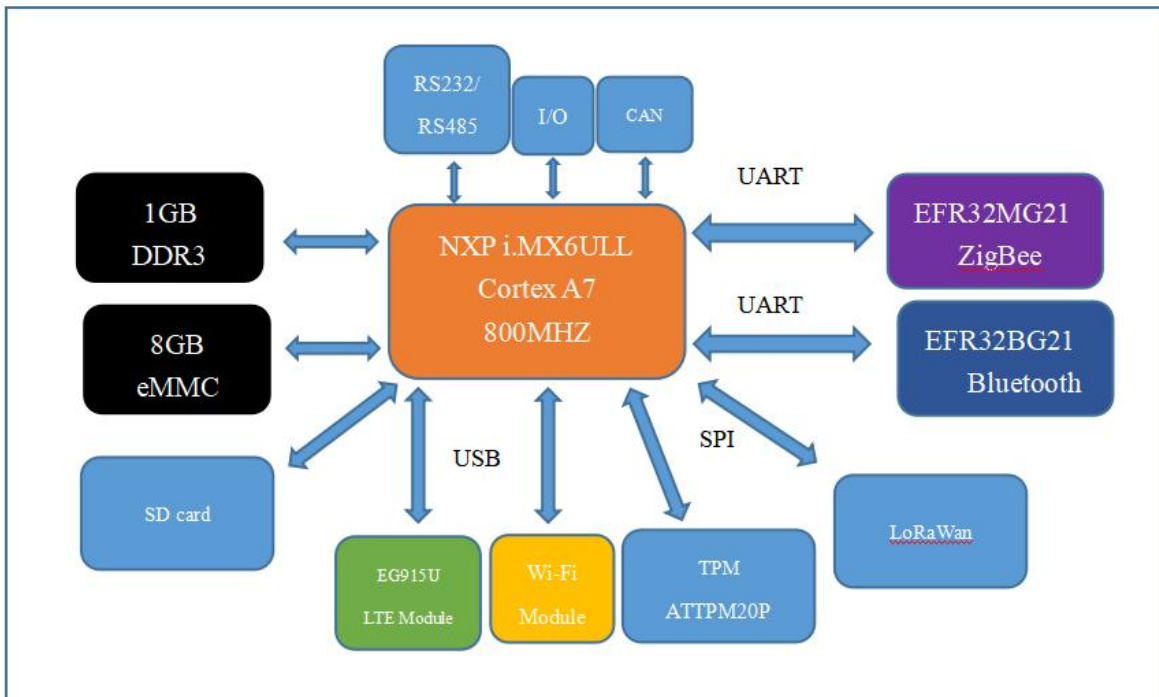 RS232/
RS485
I/O
CAN
UART
1GB
DDR3
NXP i.MX6ULL
Cortex A7
800MHZ
EFR32MG21
ZigBee
UART
8GB
eMMC
EFR32BG21
Bluetooth
USB
SPI
SD card
LoRaWan
EG915U
LTE Module
Wi-Fi
Module
TPM
ATTPM20P